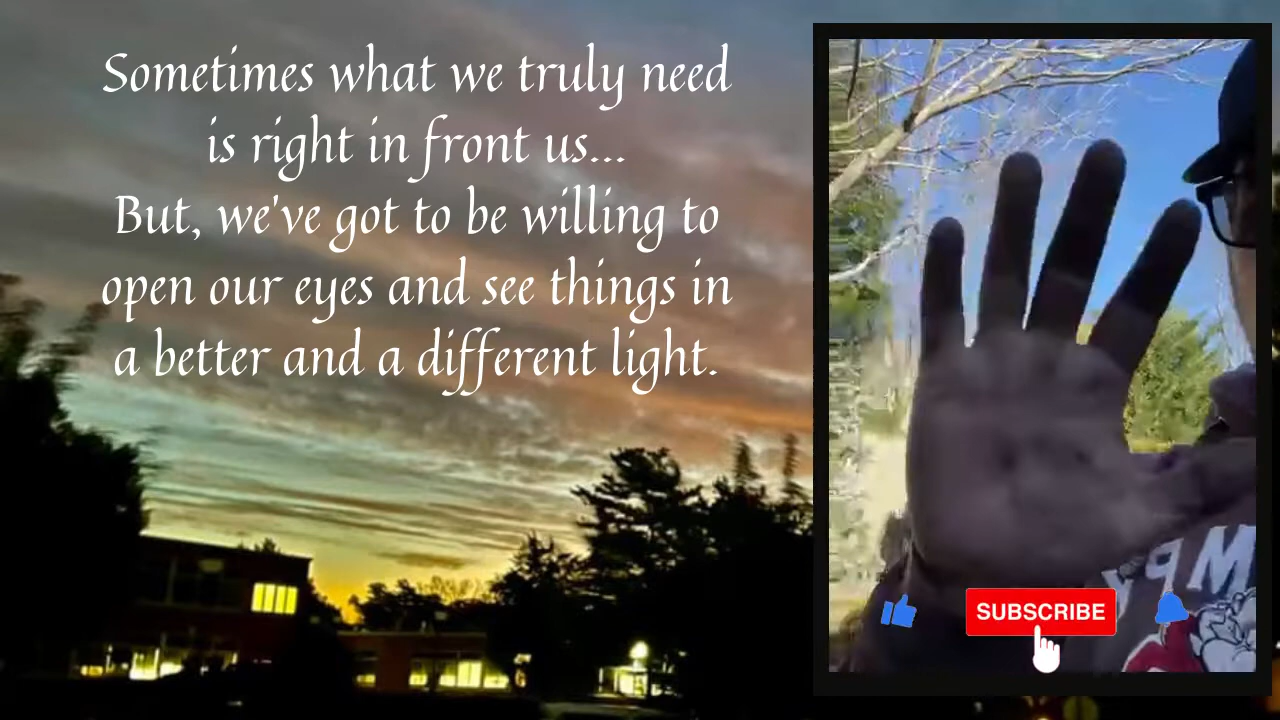 Sometimes what we truly need
is right in front us...
But, we've got to be willing to
open our eyes and see things in
a better and a different light.
SUBSCRIBE